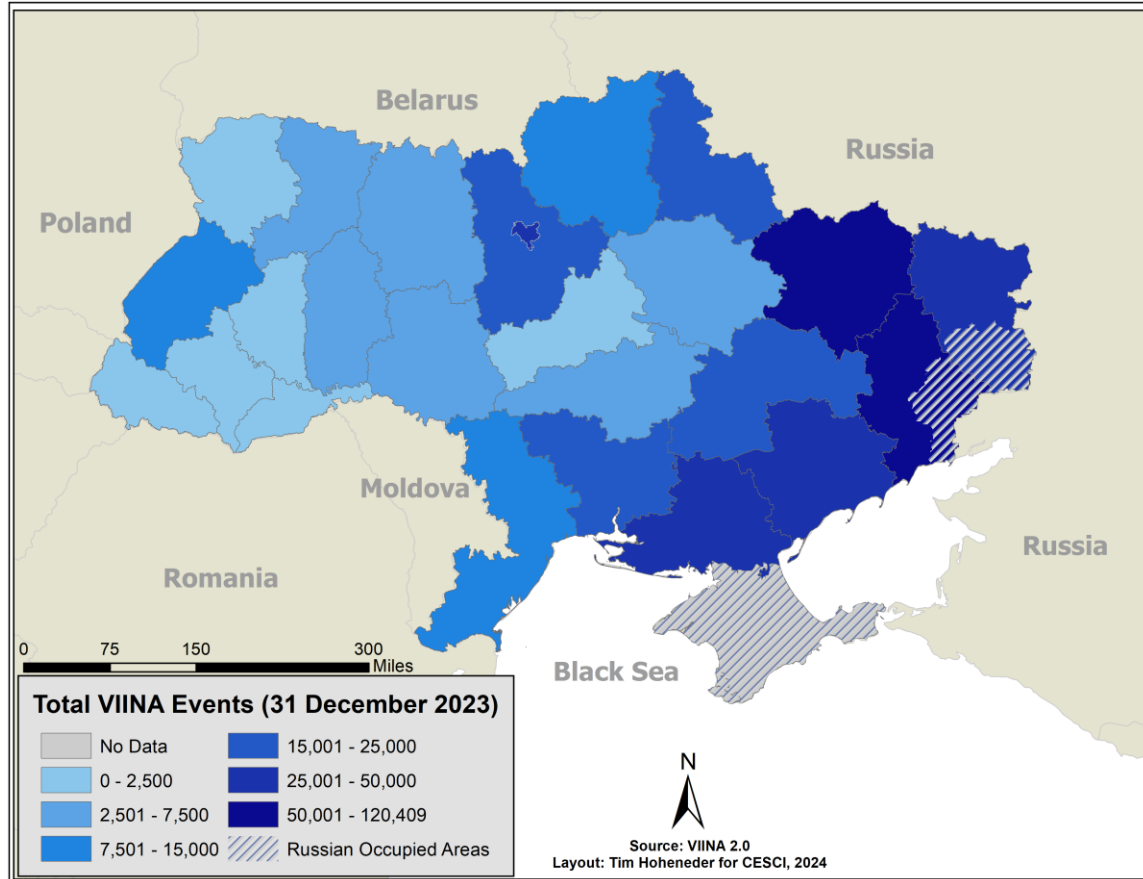 Belarus
Russia
Poland
Moldova
Romania
Russia
Black Sea
0 75 150 300
Miles
Total VIINA Events (31 December 2023)
No Data
0 - 2,500
2,501 - 7,500
7,501 - 15,000
15,001 - 25,000
25,001 - 50,000
50,001 - 120,409
Russian Occupied Areas
N
Source: VIINA 2.0
Layout: Tim Hoheneder for CESCI, 2024